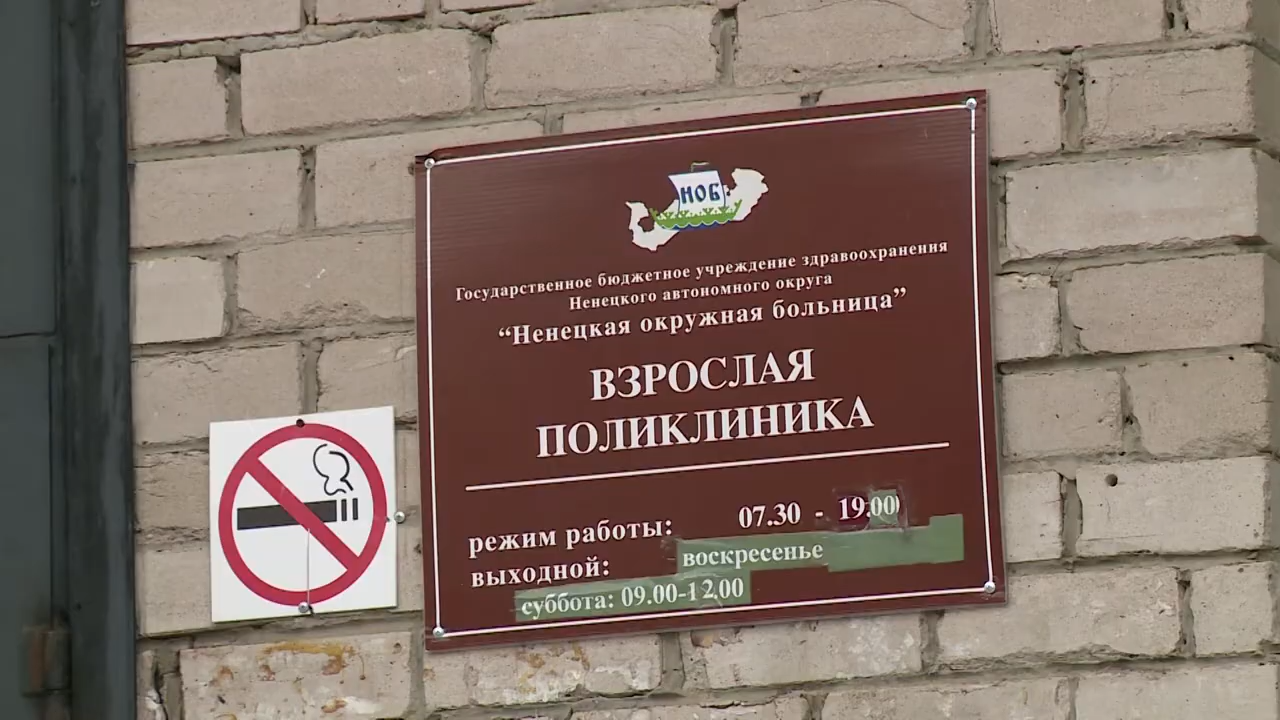 НОБ
Государственное бюджетное учреждение здравоохранения
Ненецкого автономного округа
“Ненецкая окружная больница”
ВЗРОСЛАЯ
ПОЛИКЛИНИКА
режим работы: 07.30 - 19.00
выходной: воскресенье
суббота: 09.00-12.00